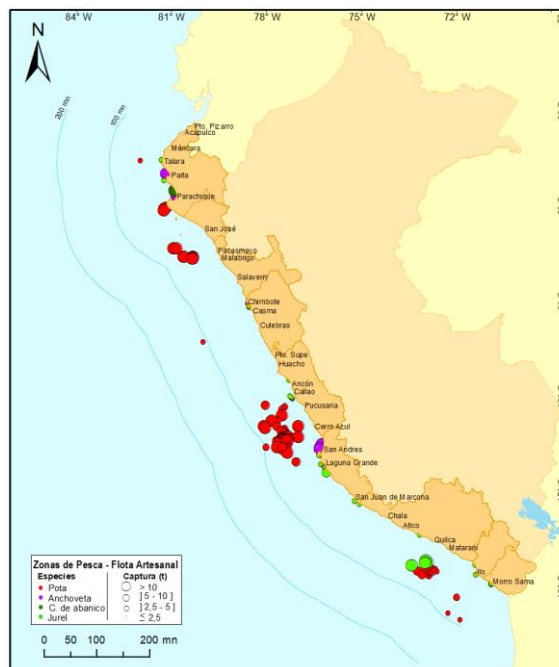 84°W
81°W
78°W
75°W
72°W
N
200 mn
100 mn
Pto. Pizarro
Acapulco
Máncora
Talara
Paita
Parachique
San José
Pacasmayo
Malabrigo
Salaverry
Chimbote
Casma
Culebras
Pto. Supe
Huacho
Ancón
Callao
Pucusana
Cerro Azul
San Andres
Laguna Grande
San Juan de Marcona
Chala
Atico
Quilca
Matarani
Ilo
Morro Sama
Zonas de Pesca - Flota Artesanal
Especies Captura (t)
Pota > 10
Anchoveta ] 5 - 10 ]
C. de abanico ] 2,5 - 5 ]
Jurel ≤ 2,5
0 50 100 200 mn